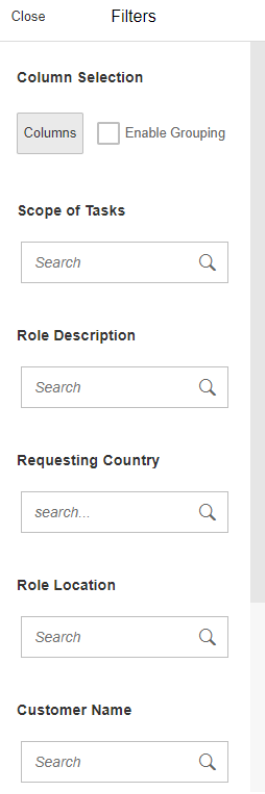 Close Filters
Column Selection
Columns Enable Grouping
Scope of Tasks
Search
Role Description
Search
Requesting Country
search...
Role Location
Search
Customer Name
Search